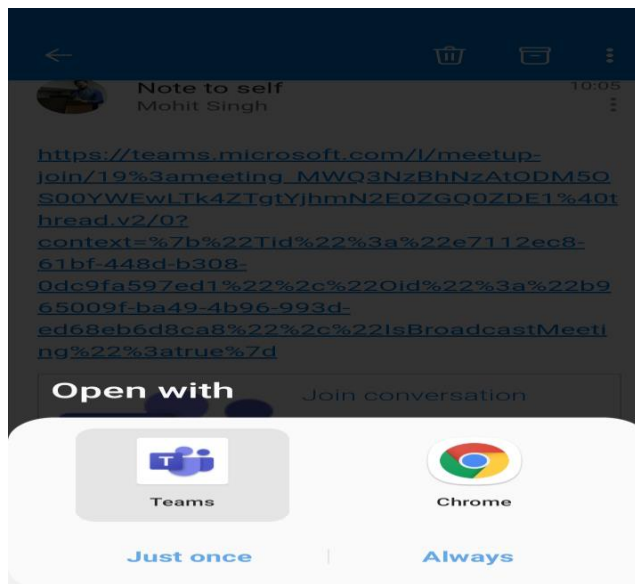 Note to self
10:05
Mohit Singh
https://teams.microsoft.com/l/meetup-
join/19%3ameeting_MWQ3NzBhNzAtODM5O
S00YWEwLTk4ZTgtYjhmN2E0ZGQ0ZDE1%40t
hread.v2/0?
context=%7b%22Tid%22%3a%22e7112ec8-
61bf-448d-b308-
0dc9fa597ed1%22%2c%22Oid%22%3a%22b9
65009f-ba49-4b96-993d-
ed68eb6d8ca8%22%2c%22IsBroadcastMeeti
ng%22%3atrue%7d
Join conversation
Open with
T
Teams
Chrome
Just once
Always